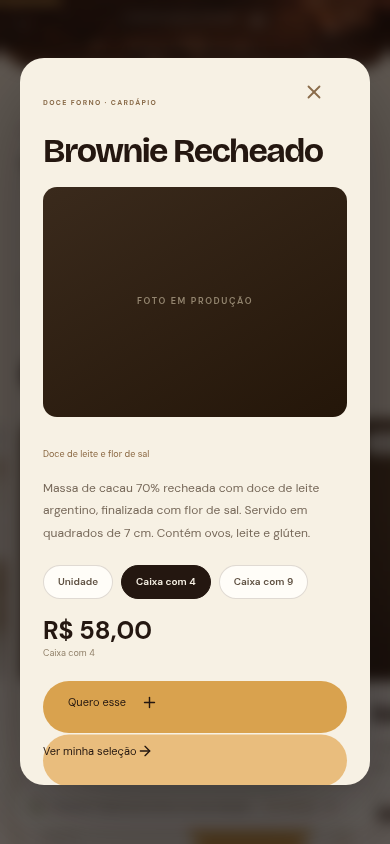 DOCE FORNO · CARDÁPIO
Brownie Recheado
FOTO EM PRODUÇÃO
Doce de leite e flor de sal
Massa de cacau 70% recheada com doce de leite
argentino, finalizada com flor de sal. Servido em
quadrados de 7 cm. Contém ovos, leite e glúten.
Unidade Caixa com 4 Caixa com 9
R$ 58,00
Caixa com 4
Quero esse
Ver minha seleção